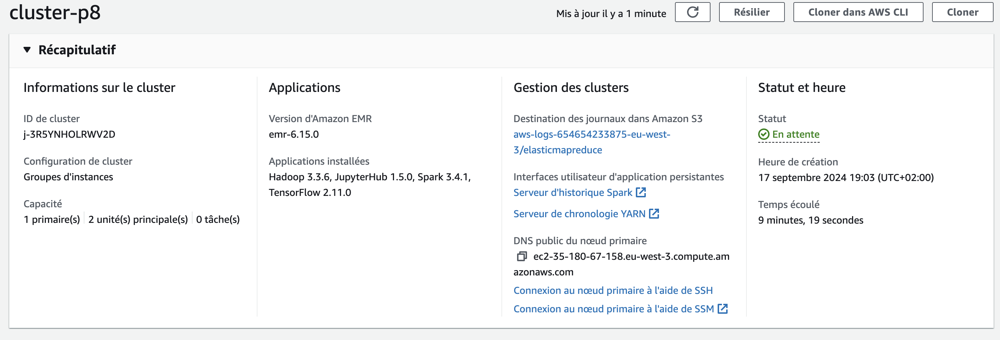 cluster-p8
Mis à jour il y a 1 minute
Résilier
Cloner dans AWS CLI
Cloner
Récapitulatif
Informations sur le cluster
ID de cluster
j-3R5YNHOLRWV2D
Configuration de cluster
Groupes d'instances
Capacité
1 primaire(s) 2 unité(s) principale(s) 0 tâche(s)
Applications
Version d'Amazon EMR
emr-6.15.0
Applications installées
Hadoop 3.3.6, JupyterHub 1.5.0, Spark 3.4.1,
TensorFlow 2.11.0
Gestion des clusters
Destination des journaux dans Amazon S3
aws-logs-654654233875-eu-west-
3/elasticmapreduce
Interfaces utilisateur d'application persistantes
Serveur d'historique Spark
Serveur de chronologie YARN
DNS public du nœud primaire
ec2-35-180-67-158.eu-west-3.compute.am
azonaws.com
Connexion au nœud primaire à l'aide de SSH
Connexion au nœud primaire à l'aide de SSM
Statut et heure
Statut
En attente
Heure de création
17 septembre 2024 19:03 (UTC+02:00)
Temps écoulé
9 minutes, 19 secondes